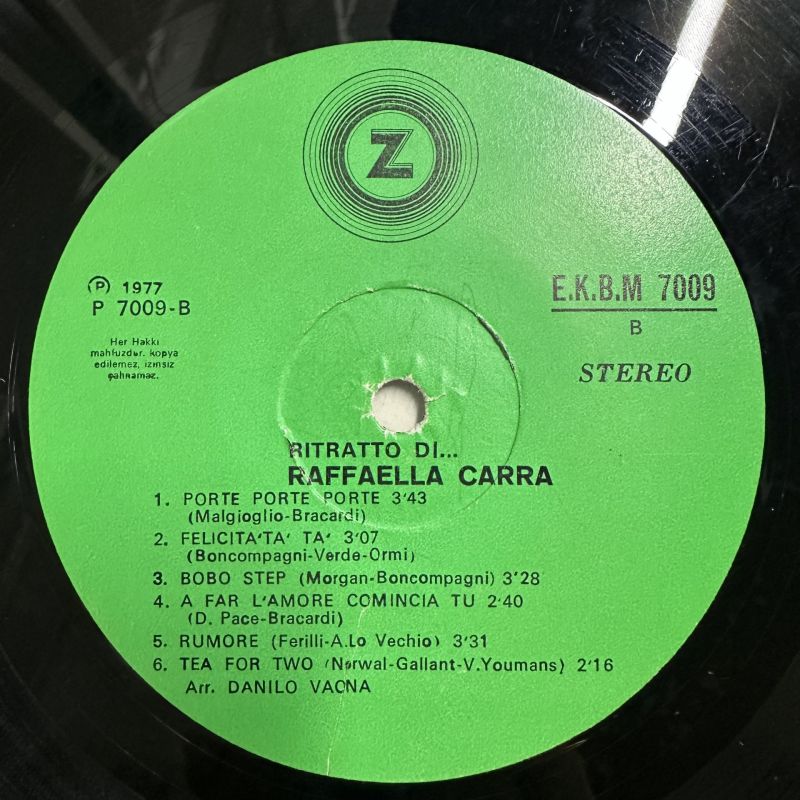 Z
℗ 1977
P 7009-B
E.K.B.M 7009
B
STEREO
Her Hakkı
mahfuzdur. kopya
edilemez, izinsiz
çalınamaz.
RITRATTO DI...
RAFFAELLA CARRA
1. PORTE PORTE PORTE 3'43
(Malgioglio-Bracardi)
2. FELICITA'TA' TA' 3'07
(Boncompagni-Verde-Ormi)
3. BOBO STEP (Morgan-Boncompagni) 3'28
4. A FAR L'AMORE COMINCIA TU 2'40
(D. Pace-Bracardi)
5. RUMORE (Ferilli-A.Lo Vechio) 3'31
6. TEA FOR TWO (Norwal-Gallant-V.Youmans) 2'16
Arr. DANILO VAONA